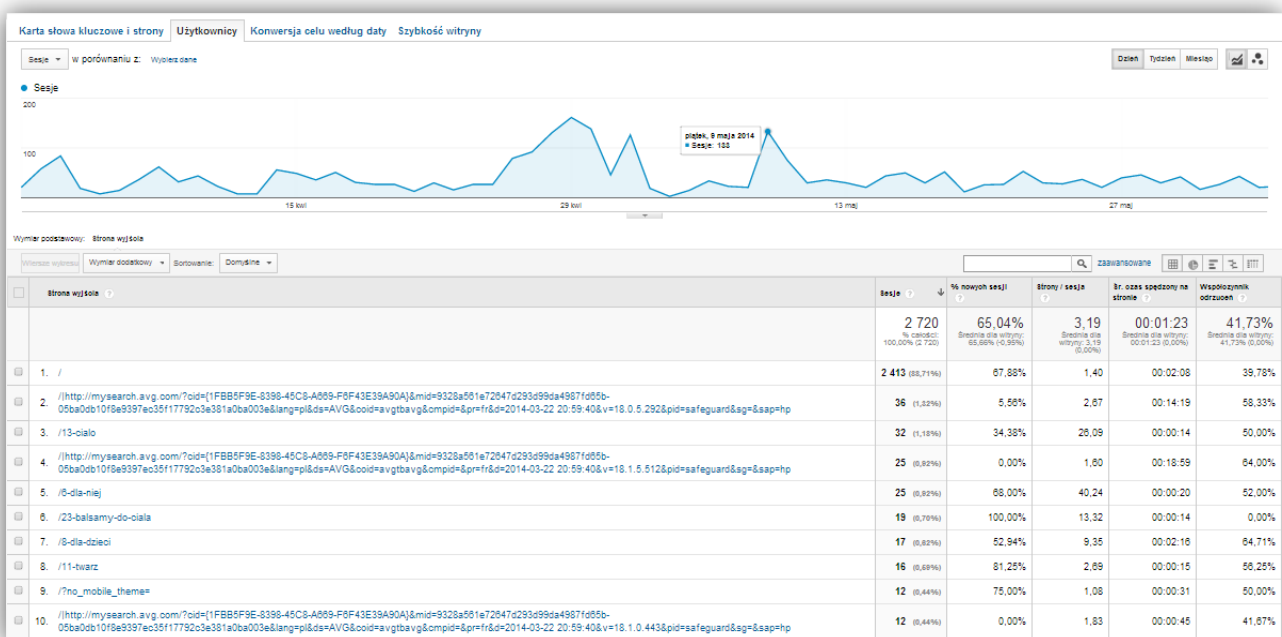 Karta słowa kluczowe i strony Użytkownicy Konwersja celu według daty Szybkość witryny
Sesje w porównaniu z: Wybierz dane Dzień Tydzień Miesiąc
Sesje
200
100
piątek, 9 maja 2014
Sesje: 133
15 kwi 29 kwi 13 maj 27 maj
Wymiar podstawowy: Strona wyjścia
Wiersze wykresu Wymiar dodatkowy Sortowanie: Domyślne zaawansowane
Strona wyjścia ? Sesje ? ↓ % nowych sesji ? Strony / sesja ? Śr. czas spędzony na stronie ? Współczynnik odrzuceń ?
2 720 65,04% 3,19 00:01:23 41,73%
% całości: 100,00% (2 720) Średnia dla witryny: 65,66% (-0,95%) Średnia dla witryny: 3,19 (0,00%) Średnia dla witryny: 00:01:23 (0,00%) Średnia dla witryny: 41,73% (0,00%)
1. / 2 413 (88,71%) 67,88% 1,40 00:02:08 39,78%
2. /|http://mysearch.avg.com/?cid={1FBB5F9E-8398-45C8-A669-F6F43E39A90A}&mid=9328a561e72647d293d99da4987fd65b-
05ba0db10f8e9397ec35f17792c3e381a0ba003e&lang=pl&ds=AVG&coid=avgtbavg&cmpid=&pr=fr&d=2014-03-22 20:59:40&v=18.0.5.292&pid=safeguard&sg=&sap=hp 36 (1,32%) 5,56% 2,67 00:14:19 58,33%
3. /13-cialo 32 (1,18%) 34,38% 26,09 00:00:14 50,00%
4. /|http://mysearch.avg.com/?cid={1FBB5F9E-8398-45C8-A669-F6F43E39A90A}&mid=9328a561e72647d293d99da4987fd65b-
05ba0db10f8e9397ec35f17792c3e381a0ba003e&lang=pl&ds=AVG&coid=avgtbavg&cmpid=&pr=fr&d=2014-03-22 20:59:40&v=18.1.5.512&pid=safeguard&sg=&sap=hp 25 (0,92%) 0,00% 1,60 00:18:59 64,00%
5. /6-dla-niej 25 (0,92%) 68,00% 40,24 00:00:20 52,00%
6. /23-balsamy-do-ciala 19 (0,70%) 100,00% 13,32 00:00:14 0,00%
7. /8-dla-dzieci 17 (0,62%) 52,94% 9,35 00:02:16 64,71%
8. /11-twarz 16 (0,59%) 81,25% 2,69 00:00:15 56,25%
9. /?no_mobile_theme= 12 (0,44%) 75,00% 1,08 00:00:31 50,00%
10. /|http://mysearch.avg.com/?cid={1FBB5F9E-8398-45C8-A669-F6F43E39A90A}&mid=9328a561e72647d293d99da4987fd65b-
05ba0db10f8e9397ec35f17792c3e381a0ba003e&lang=pl&ds=AVG&coid=avgtbavg&cmpid=&pr=fr&d=2014-03-22 20:59:40&v=18.1.0.443&pid=safeguard&sg=&sap=hp 12 (0,44%) 0,00% 1,83 00:00:45 41,67%